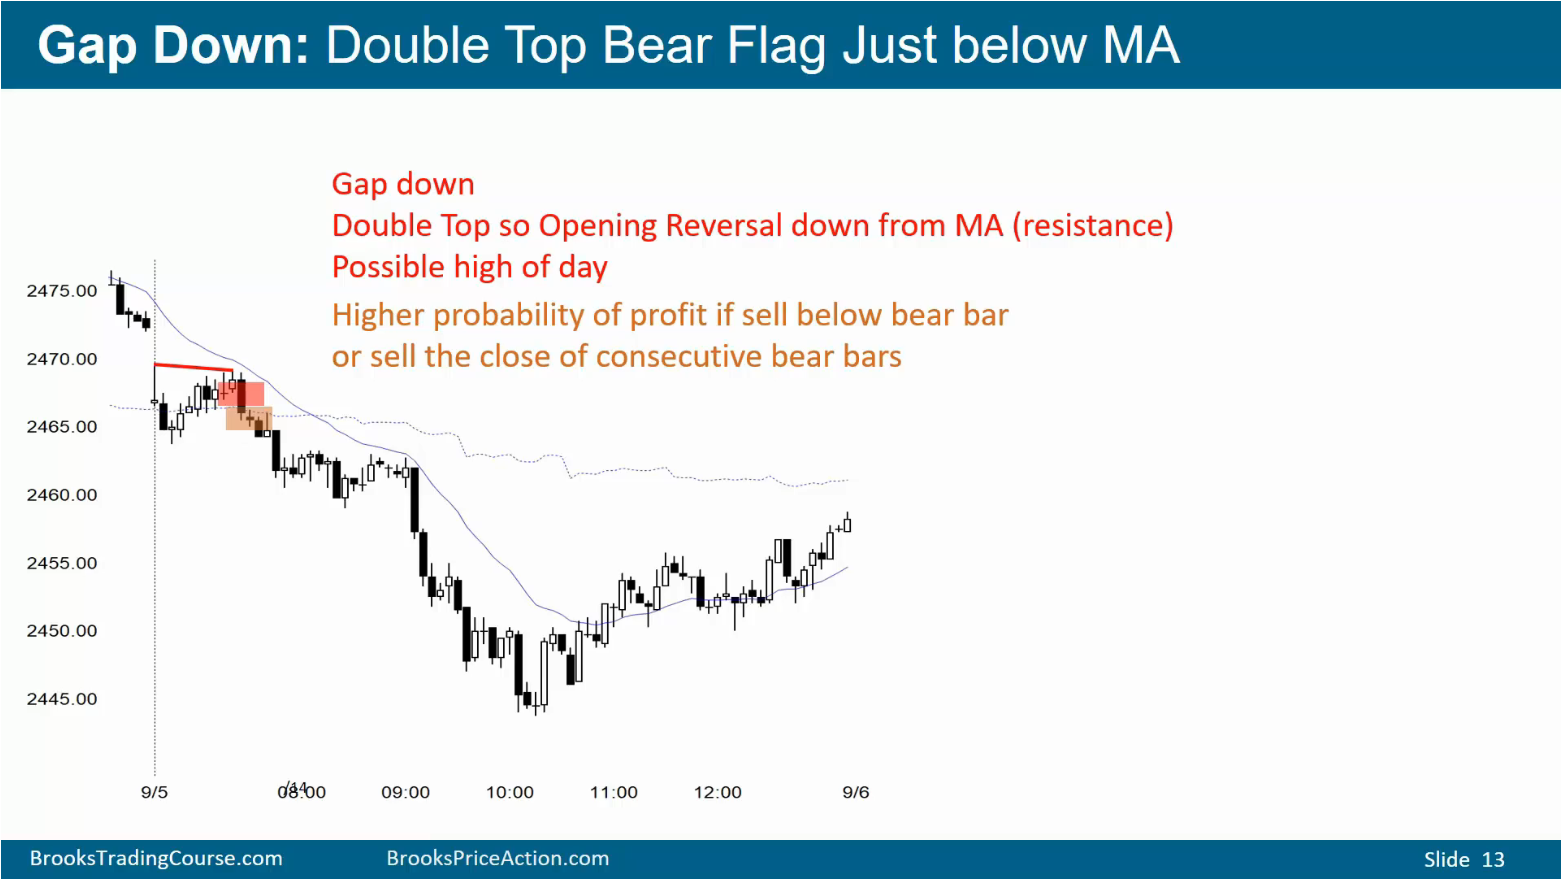 Gap Down: Double Top Bear Flag Just below MA
Gap down
Double Top so Opening Reversal down from MA (resistance)
Possible high of day
Higher probability of profit if sell below bear bar
or sell the close of consecutive bear bars
2475.00
2470.00
2465.00
2460.00
2455.00
2450.00
2445.00
9/5 08:00 09:00 10:00 11:00 12:00 9/6
BrooksTradingCourse.com BrooksPriceAction.com Slide 13